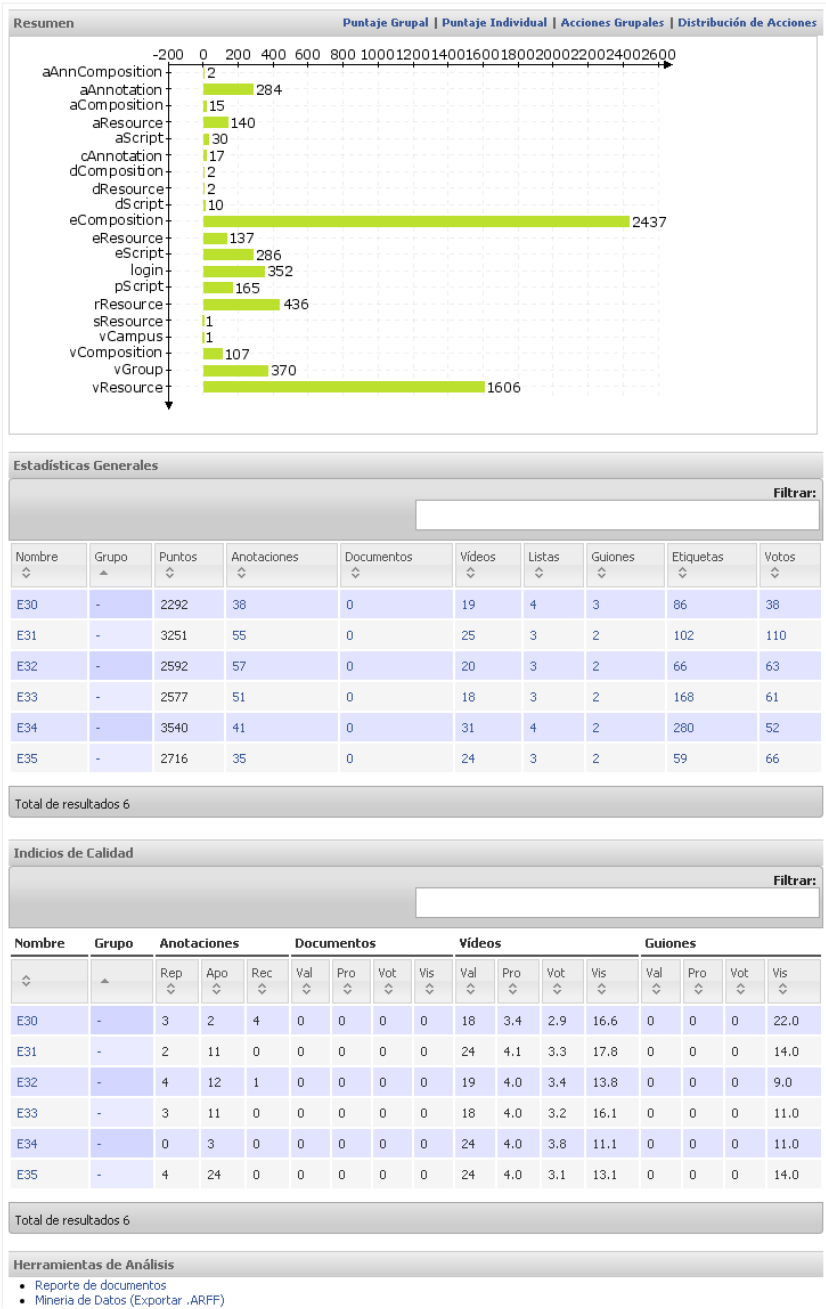 Resumen Puntaje Grupal | Puntaje Individual | Acciones Grupales | Distribución de Acciones
-200 0 200 400 600 800 1000 1200 1400 1600 1800 2000 2200 2400 2600
aAnnComposition 2
aAnnotation 284
aComposition 15
aResource 140
aScript 30
cAnnotation 17
dComposition 2
dResource 2
dScript 10
eComposition 2437
eResource 137
eScript 286
login 352
pScript 165
rResource 436
sResource 1
vCampus 1
vComposition 107
vGroup 370
vResource 1606
Estadísticas Generales
Filtrar:
Nombre Grupo Puntos Anotaciones Documentos Vídeos Listas Guiones Etiquetas Votos
E30 - 2292 38 0 19 4 3 86 38
E31 - 3251 55 0 25 3 2 102 110
E32 - 2592 57 0 20 3 2 66 63
E33 - 2577 51 0 18 3 2 168 61
E34 - 3540 41 0 31 4 2 280 52
E35 - 2716 35 0 24 3 2 59 66
Total de resultados 6
Indicios de Calidad
Filtrar:
Nombre Grupo Anotaciones Documentos Vídeos Guiones
Rep Apo Rec Val Pro Vot Vis Val Pro Vot Vis Val Pro Vot Vis
E30 - 3 2 4 0 0 0 0 18 3.4 2.9 16.6 0 0 0 22.0
E31 - 2 11 0 0 0 0 0 24 4.1 3.3 17.8 0 0 0 14.0
E32 - 4 12 1 0 0 0 0 19 4.0 3.4 13.8 0 0 0 9.0
E33 - 3 11 0 0 0 0 0 18 4.0 3.2 16.1 0 0 0 11.0
E34 - 0 3 0 0 0 0 0 24 4.0 3.8 11.1 0 0 0 11.0
E35 - 4 24 0 0 0 0 0 24 4.0 3.1 13.1 0 0 0 14.0
Total de resultados 6
Herramientas de Análisis
• Reporte de documentos
• Mineria de Datos (Exportar .ARFF)